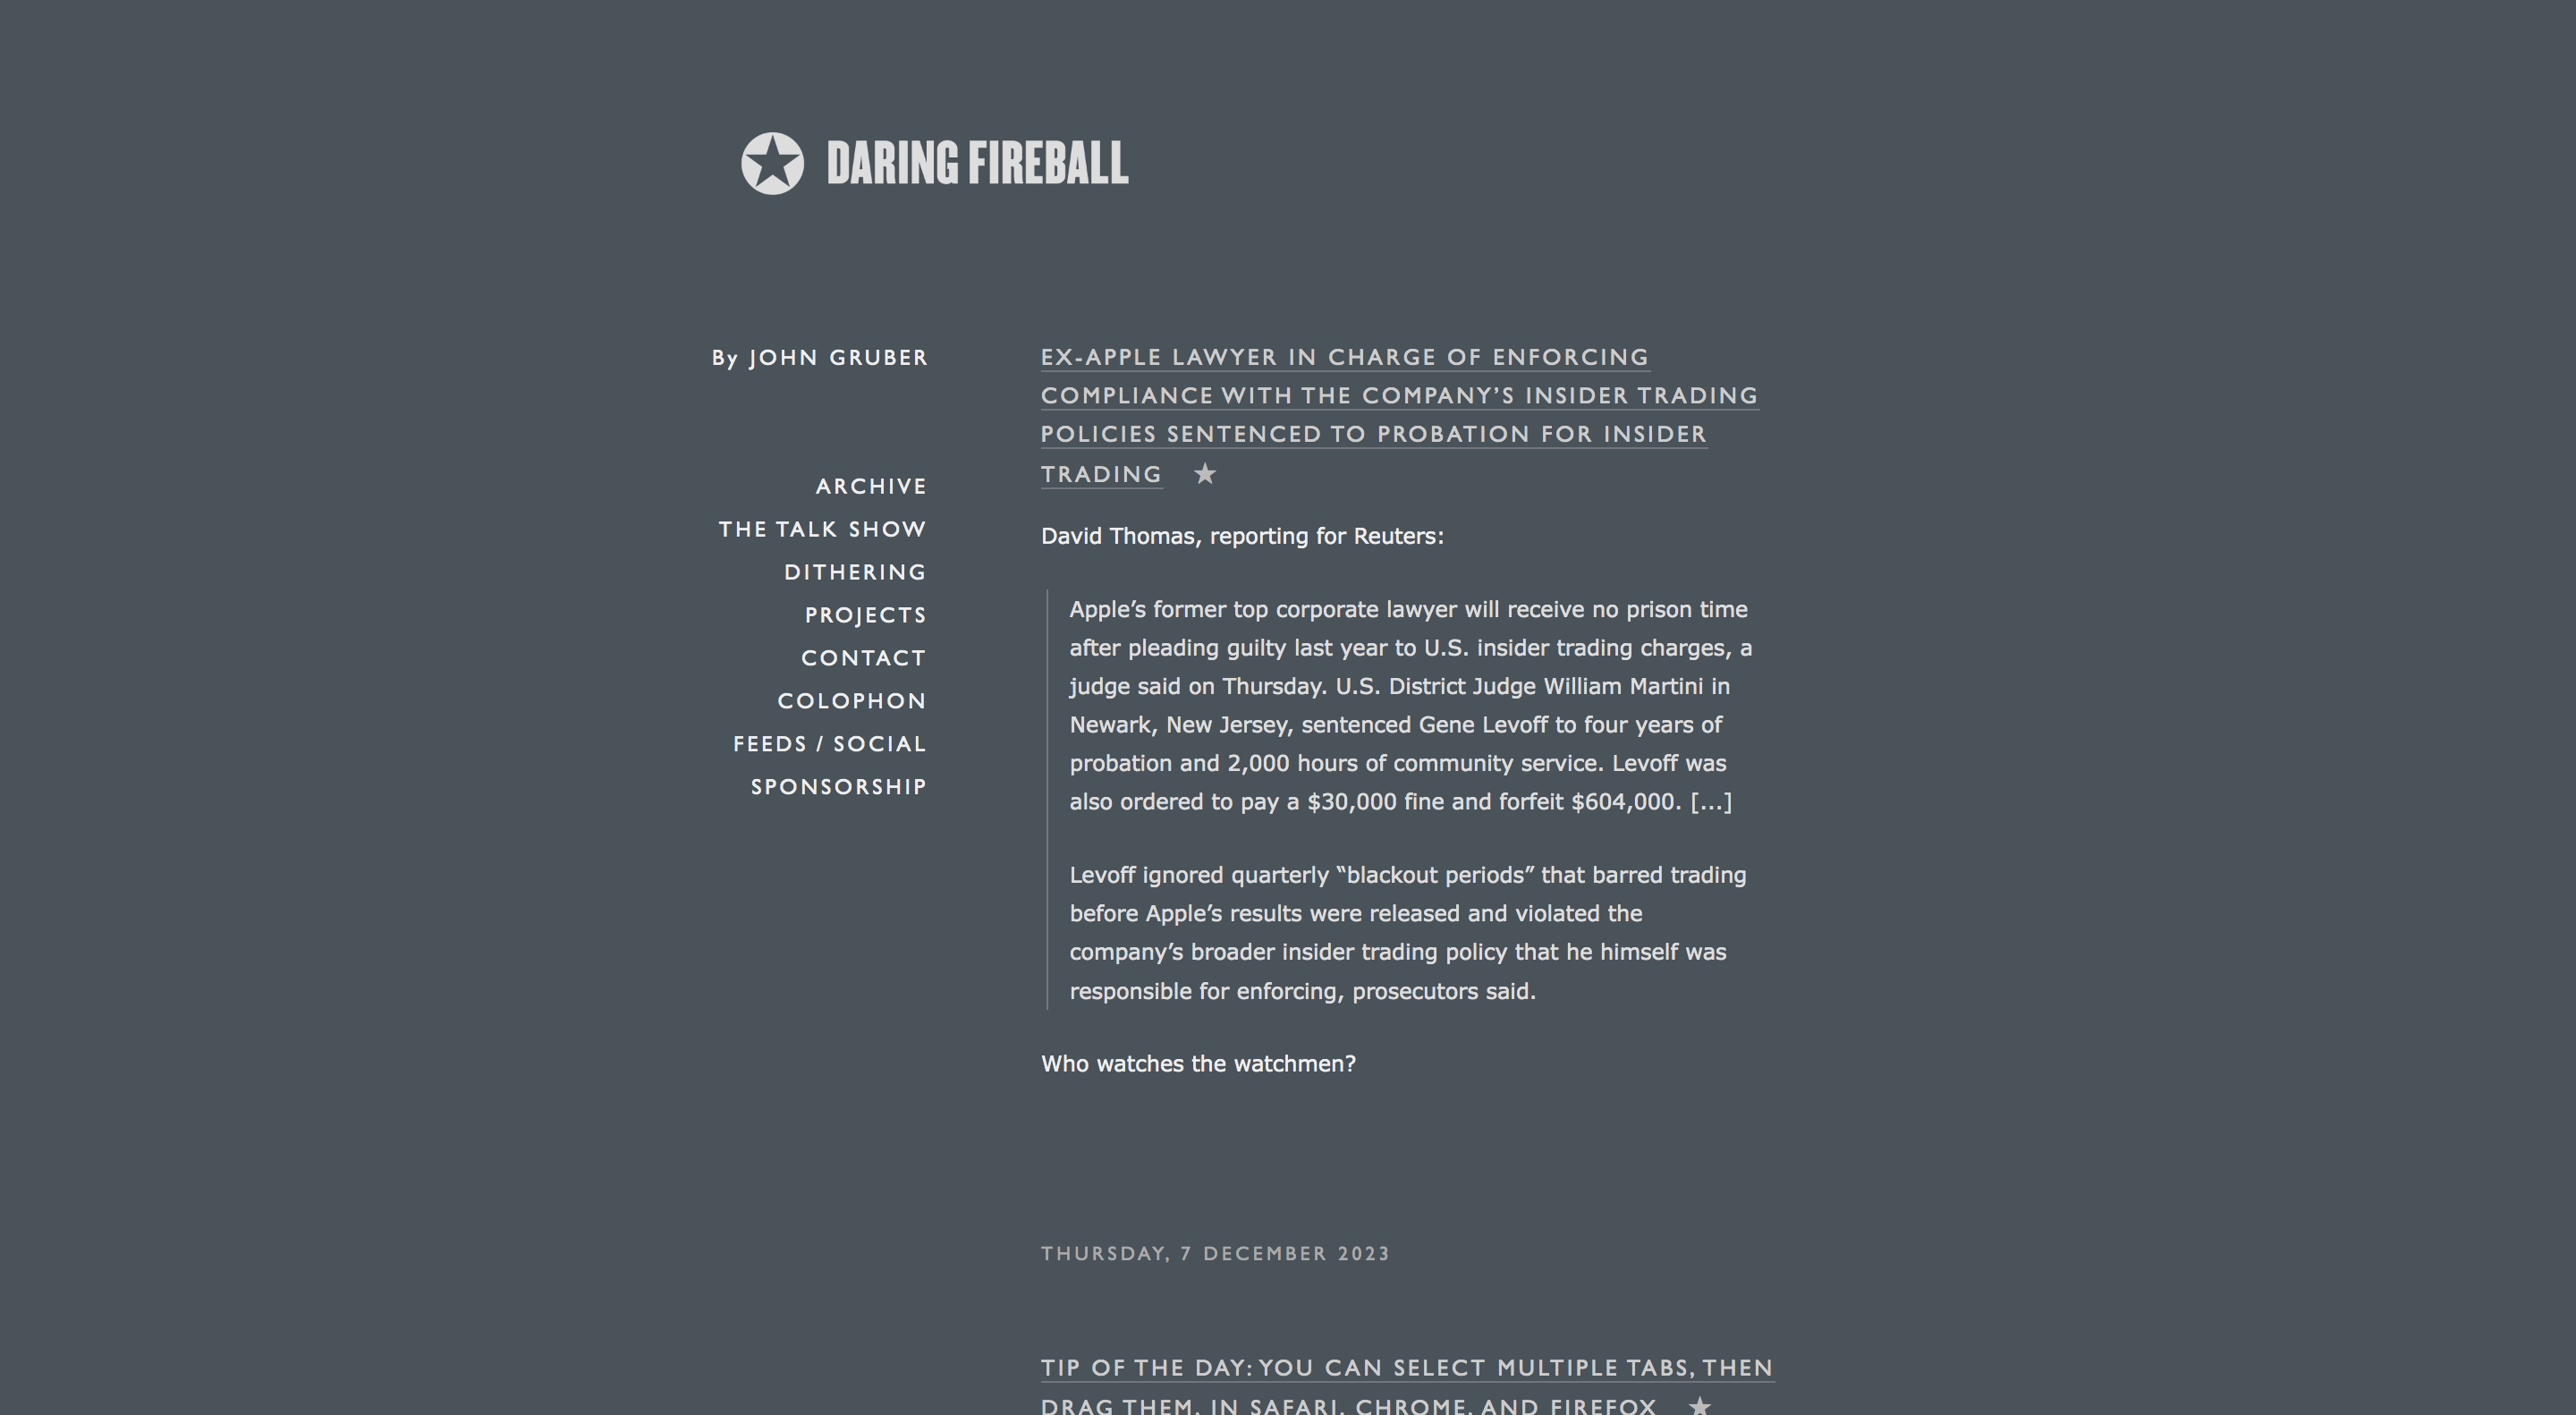 DARING FIREBALL
By JOHN GRUBER
ARCHIVE
THE TALK SHOW
DITHERING
PROJECTS
CONTACT
COLOPHON
FEEDS / SOCIAL
SPONSORSHIP
EX-APPLE LAWYER IN CHARGE OF ENFORCING
COMPLIANCE WITH THE COMPANY’S INSIDER TRADING
POLICIES SENTENCED TO PROBATION FOR INSIDER
TRADING ★
David Thomas, reporting for Reuters:
Apple’s former top corporate lawyer will receive no prison time
after pleading guilty last year to U.S. insider trading charges, a
judge said on Thursday. U.S. District Judge William Martini in
Newark, New Jersey, sentenced Gene Levoff to four years of
probation and 2,000 hours of community service. Levoff was
also ordered to pay a $30,000 fine and forfeit $604,000. […]
Levoff ignored quarterly “blackout periods” that barred trading
before Apple’s results were released and violated the
company’s broader insider trading policy that he himself was
responsible for enforcing, prosecutors said.
Who watches the watchmen?
THURSDAY, 7 DECEMBER 2023
TIP OF THE DAY: YOU CAN SELECT MULTIPLE TABS, THEN
DRAG THEM, IN SAFARI, CHROME, AND FIREFOX ★